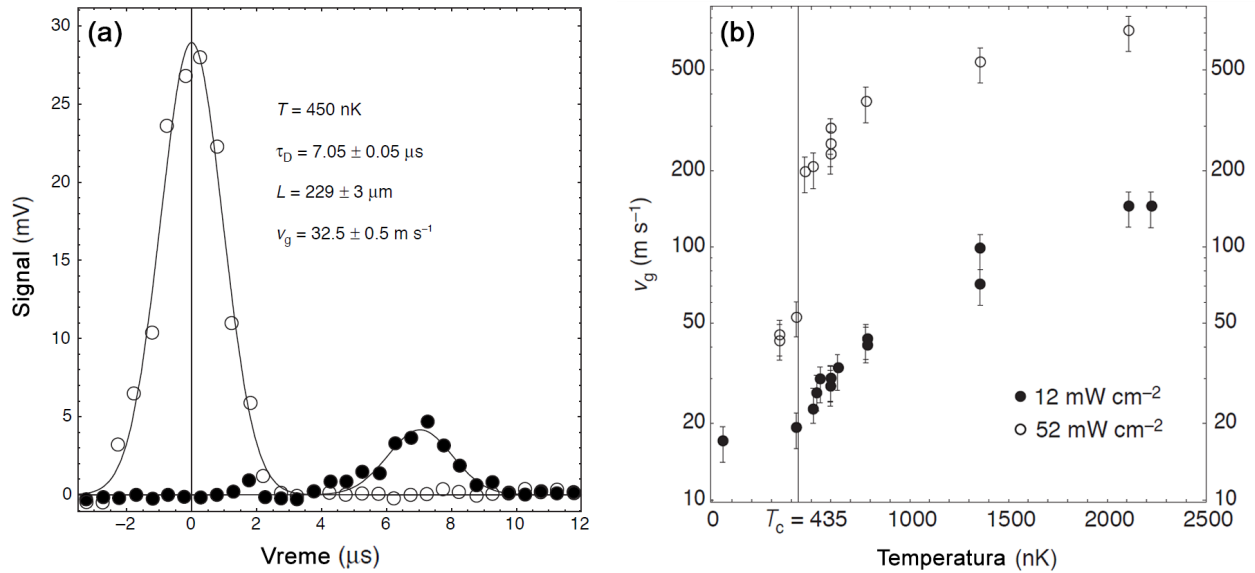 (a)
30
25
20
15
10
5
0
Signal (mV)
T = 450 nK
τD = 7.05 ± 0.05 μs
L = 229 ± 3 μm
vg = 32.5 ± 0.5 m s−1
−2 0 2 4 6 8 10 12
Vreme (μs)
(b)
500
200
100
50
20
10
vg (m s−1)
500
200
100
50
20
10
12 mW cm−2
52 mW cm−2
0 Tc = 435 1000 1500 2000 2500
Temperatura (nK)